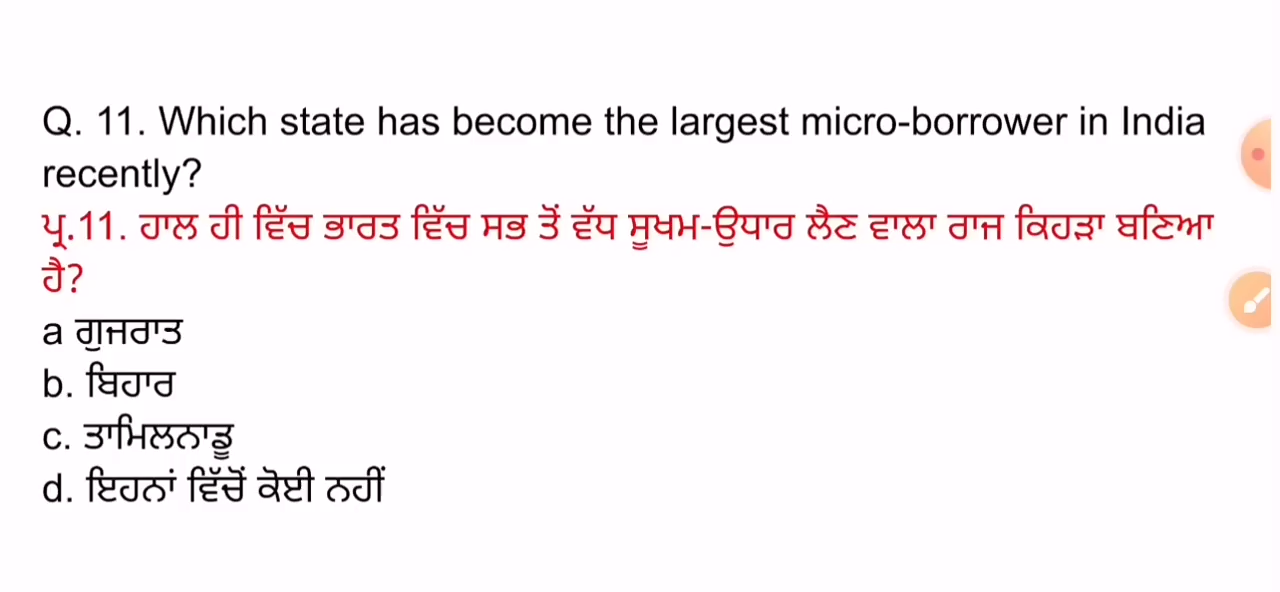 Q. 11. Which state has become the largest micro-borrower in India
recently?
ਪ੍ਰ.11. ਹਾਲ ਹੀ ਵਿੱਚ ਭਾਰਤ ਵਿੱਚ ਸਭ ਤੋਂ ਵੱਧ ਸੂਖਮ-ਉਧਾਰ ਲੈਣ ਵਾਲਾ ਰਾਜ ਕਿਹੜਾ ਬਣਿਆ
ਹੈ?
a ਗੁਜਰਾਤ
b. ਬਿਹਾਰ
c. ਤਾਮਿਲਨਾਡੂ
d. ਇਹਨਾਂ ਵਿੱਚੋਂ ਕੋਈ ਨਹੀਂ